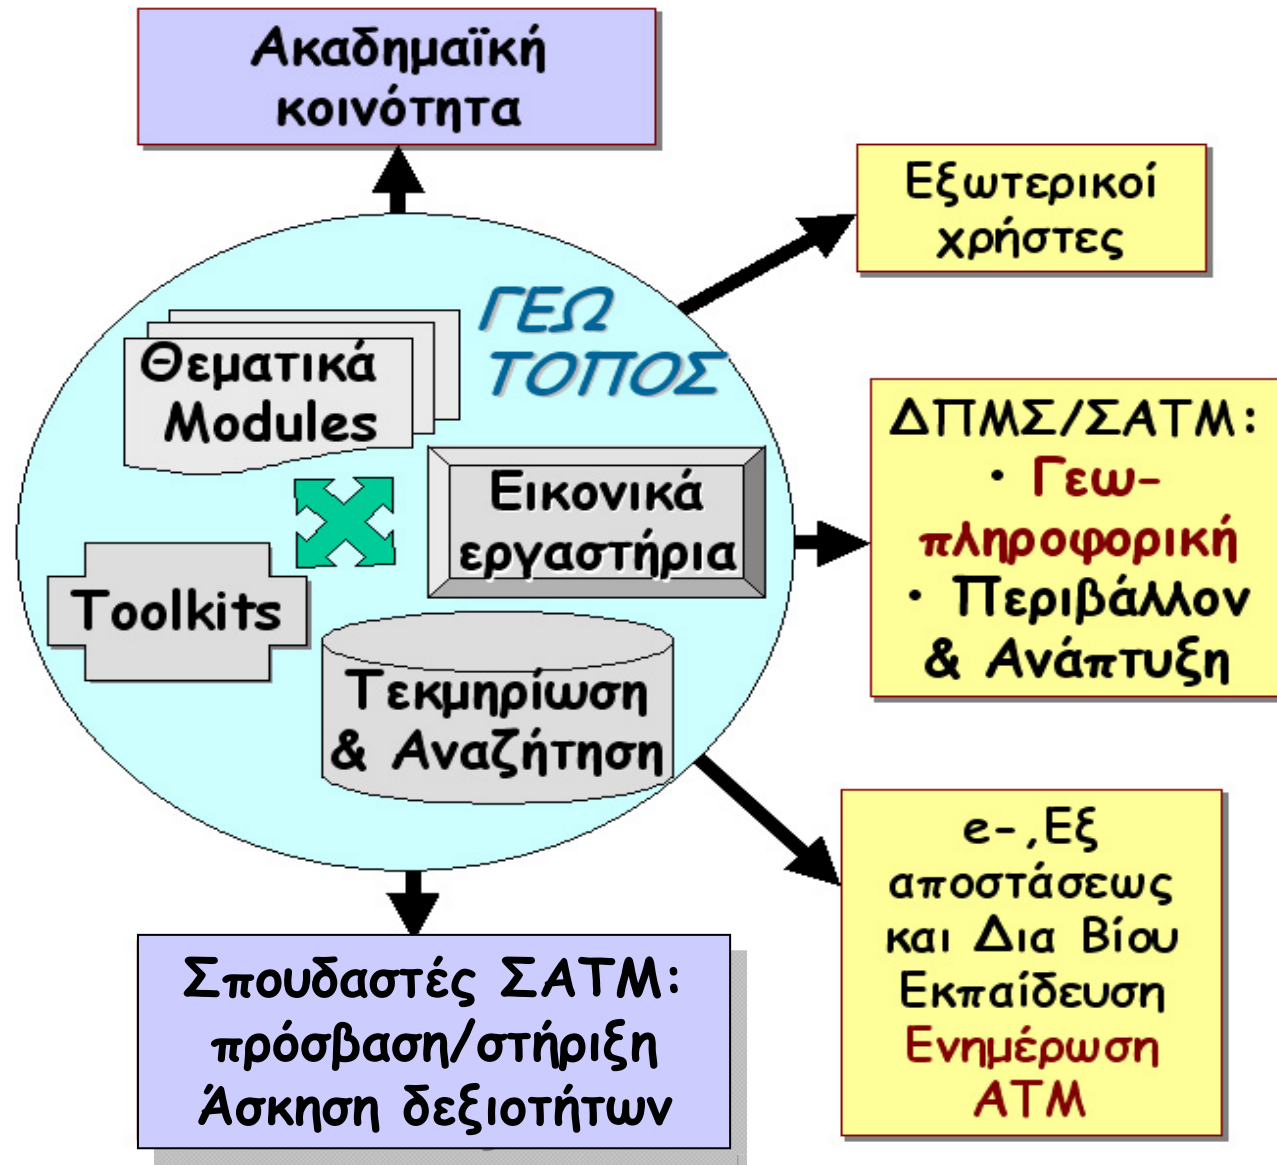 Ακαδημαϊκή
κοινότητα
Εξωτερικοί
χρήστες
ΓΕΩ
ΤΟΠΟΣ
Θεματικά
Modules
Εικονικά
εργαστήρια
Toolkits
Τεκμηρίωση
& Αναζήτηση
ΔΠΜΣ/ΣΑΤΜ:
• Γεω-
πληροφορική
• Περιβάλλον
& Ανάπτυξη
e-,Εξ
αποστάσεως
και Δια Βίου
Εκπαίδευση
Ενημέρωση
ΑΤΜ
Σπουδαστές ΣΑΤΜ:
πρόσβαση/στήριξη
Άσκηση δεξιοτήτων